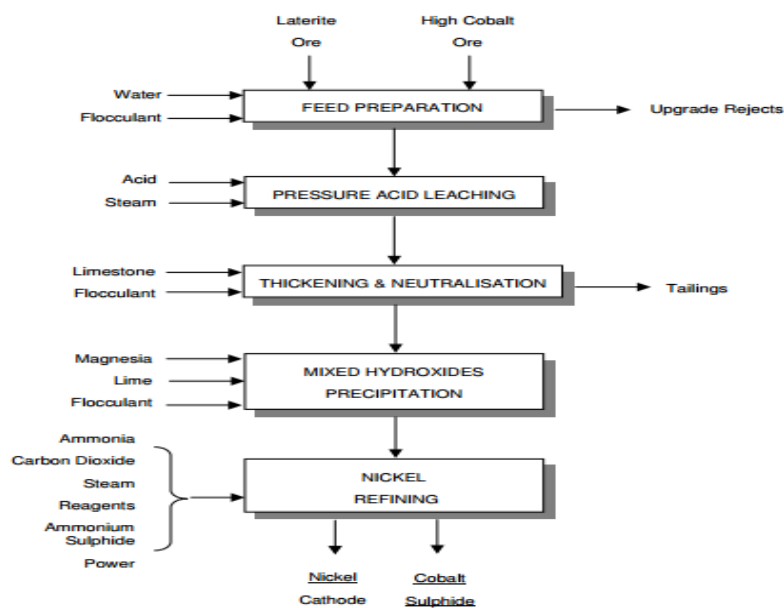 Laterite
Ore
High Cobalt
Ore
Water
Flocculant
FEED PREPARATION
Upgrade Rejects
Acid
Steam
PRESSURE ACID LEACHING
Limestone
Flocculant
THICKENING & NEUTRALISATION
Tailings
Magnesia
Lime
Flocculant
MIXED HYDROXIDES
PRECIPITATION
Ammonia
Carbon Dioxide
Steam
Reagents
Ammonium
Sulphide
Power
NICKEL
REFINING
Nickel
Cathode
Cobalt
Sulphide